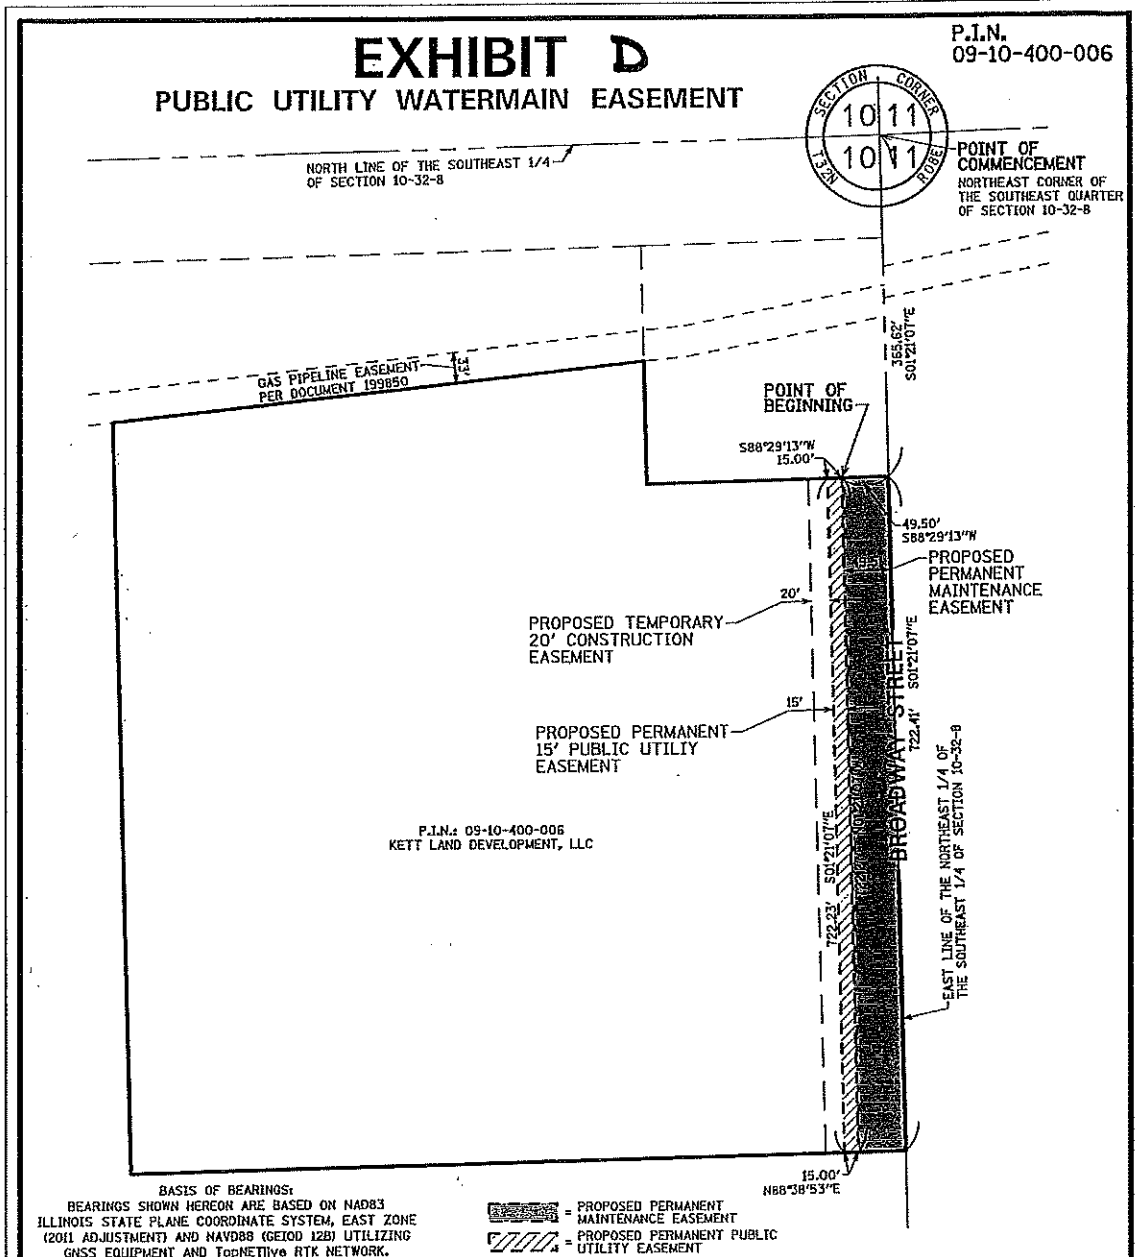 EXHIBIT D
PUBLIC UTILITY WATERMAIN EASEMENT
P.I.N.
09-10-400-006
SECTION CORNER
10 11
10 11
T32N R08E
POINT OF
COMMENCEMENT
NORTHEAST CORNER OF
THE SOUTHEAST QUARTER
OF SECTION 10-32-8
NORTH LINE OF THE SOUTHEAST 1/4
OF SECTION 10-32-8
365.62'
S01°21'07"E
GAS PIPELINE EASEMENT
PER DOCUMENT 199850
33'
POINT OF
BEGINNING
S88°29'13"W
15.00'
49.50'
S88°29'13"W
PROPOSED
PERMANENT
MAINTENANCE
EASEMENT
20'
PROPOSED TEMPORARY
20' CONSTRUCTION
EASEMENT
15'
PROPOSED PERMANENT
15' PUBLIC UTILIY
EASEMENT
BROADWAY STREET
722.41' S01°21'07"E
722.23' S01°21'07"E
EAST LINE OF THE NORTHEAST 1/4 OF
THE SOUTHEAST 1/4 OF SECTION 10-32-8
P.I.N.: 09-10-400-006
KETT LAND DEVELOPMENT, LLC
15.00'
N88°38'53"E
BASIS OF BEARINGS:
BEARINGS SHOWN HEREON ARE BASED ON NAD83
ILLINOIS STATE PLANE COORDINATE SYSTEM, EAST ZONE
(2011 ADJUSTMENT) AND NAVD88 (GEIOD 12B) UTILIZING
GNSS EQUIPMENT AND TopNETlive RTK NETWORK.
= PROPOSED PERMANENT
MAINTENANCE EASEMENT
= PROPOSED PERMANENT PUBLIC
UTILITY EASEMENT